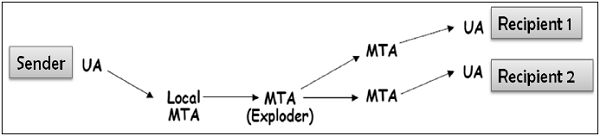 Sender
UA
Local
MTA
MTA
(Exploder)
MTA
UA
Recipient 1
MTA
UA
Recipient 2